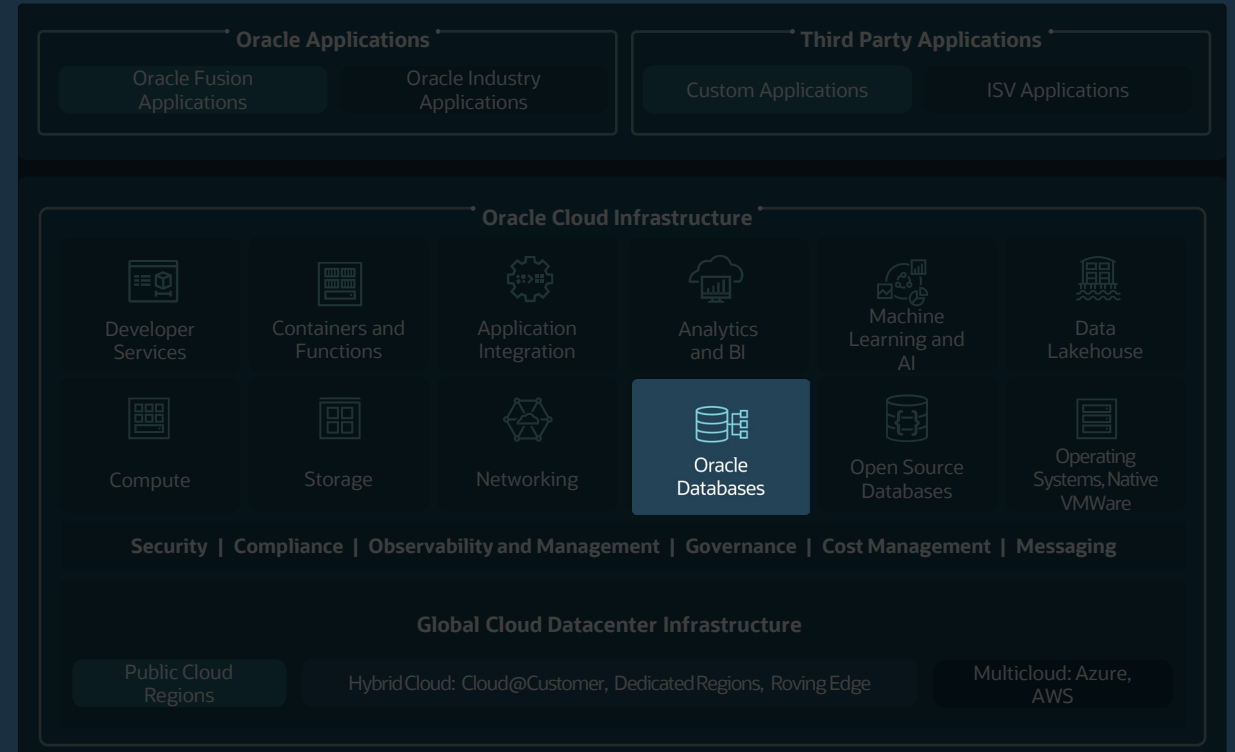 Oracle Applications
Third Party Applications
Oracle Fusion
Applications
Oracle Industry
Applications
Custom Applications
ISV Applications
Oracle Cloud Infrastructure
Developer
Services
Containers and
Functions
Application
Integration
Analytics
and BI
Machine
Learning and
AI
Data
Lakehouse
Compute
Storage
Networking
Oracle
Databases
Open Source
Databases
Operating
Systems, Native
VMWare
Security | Compliance | Observability and Management | Governance | Cost Management | Messaging
Global Cloud Datacenter Infrastructure
Public Cloud
Regions
Hybrid Cloud: Cloud@Customer, Dedicated Regions, Roving Edge
Multicloud: Azure,
AWS